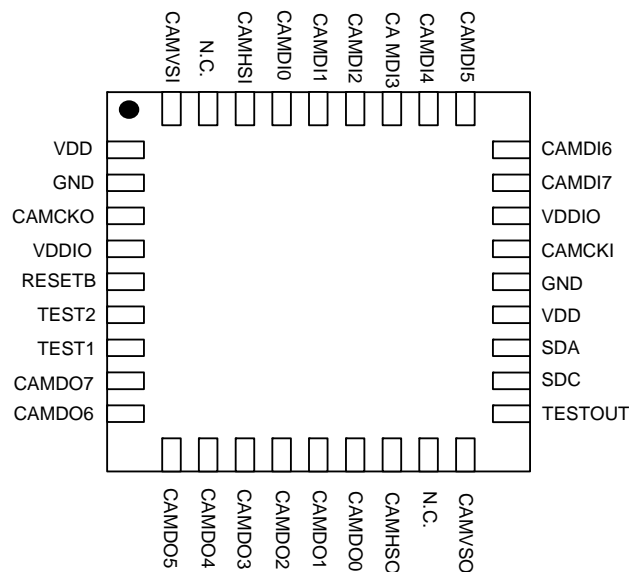 CAMVSI
N.C.
CAMHSI
CAMDI0
CAMDI1
CAMDI2
CA MDI3
CAMDI4
CAMDI5
VDD
GND
CAMCKO
VDDIO
RESETB
TEST2
TEST1
CAMDO7
CAMDO6
CAMDI6
CAMDI7
VDDIO
CAMCKI
GND
VDD
SDA
SDC
TESTOUT
CAMDO5
CAMDO4
CAMDO3
CAMDO2
CAMDO1
CAMDO0
CAMHSO
N.C.
CAMVSO